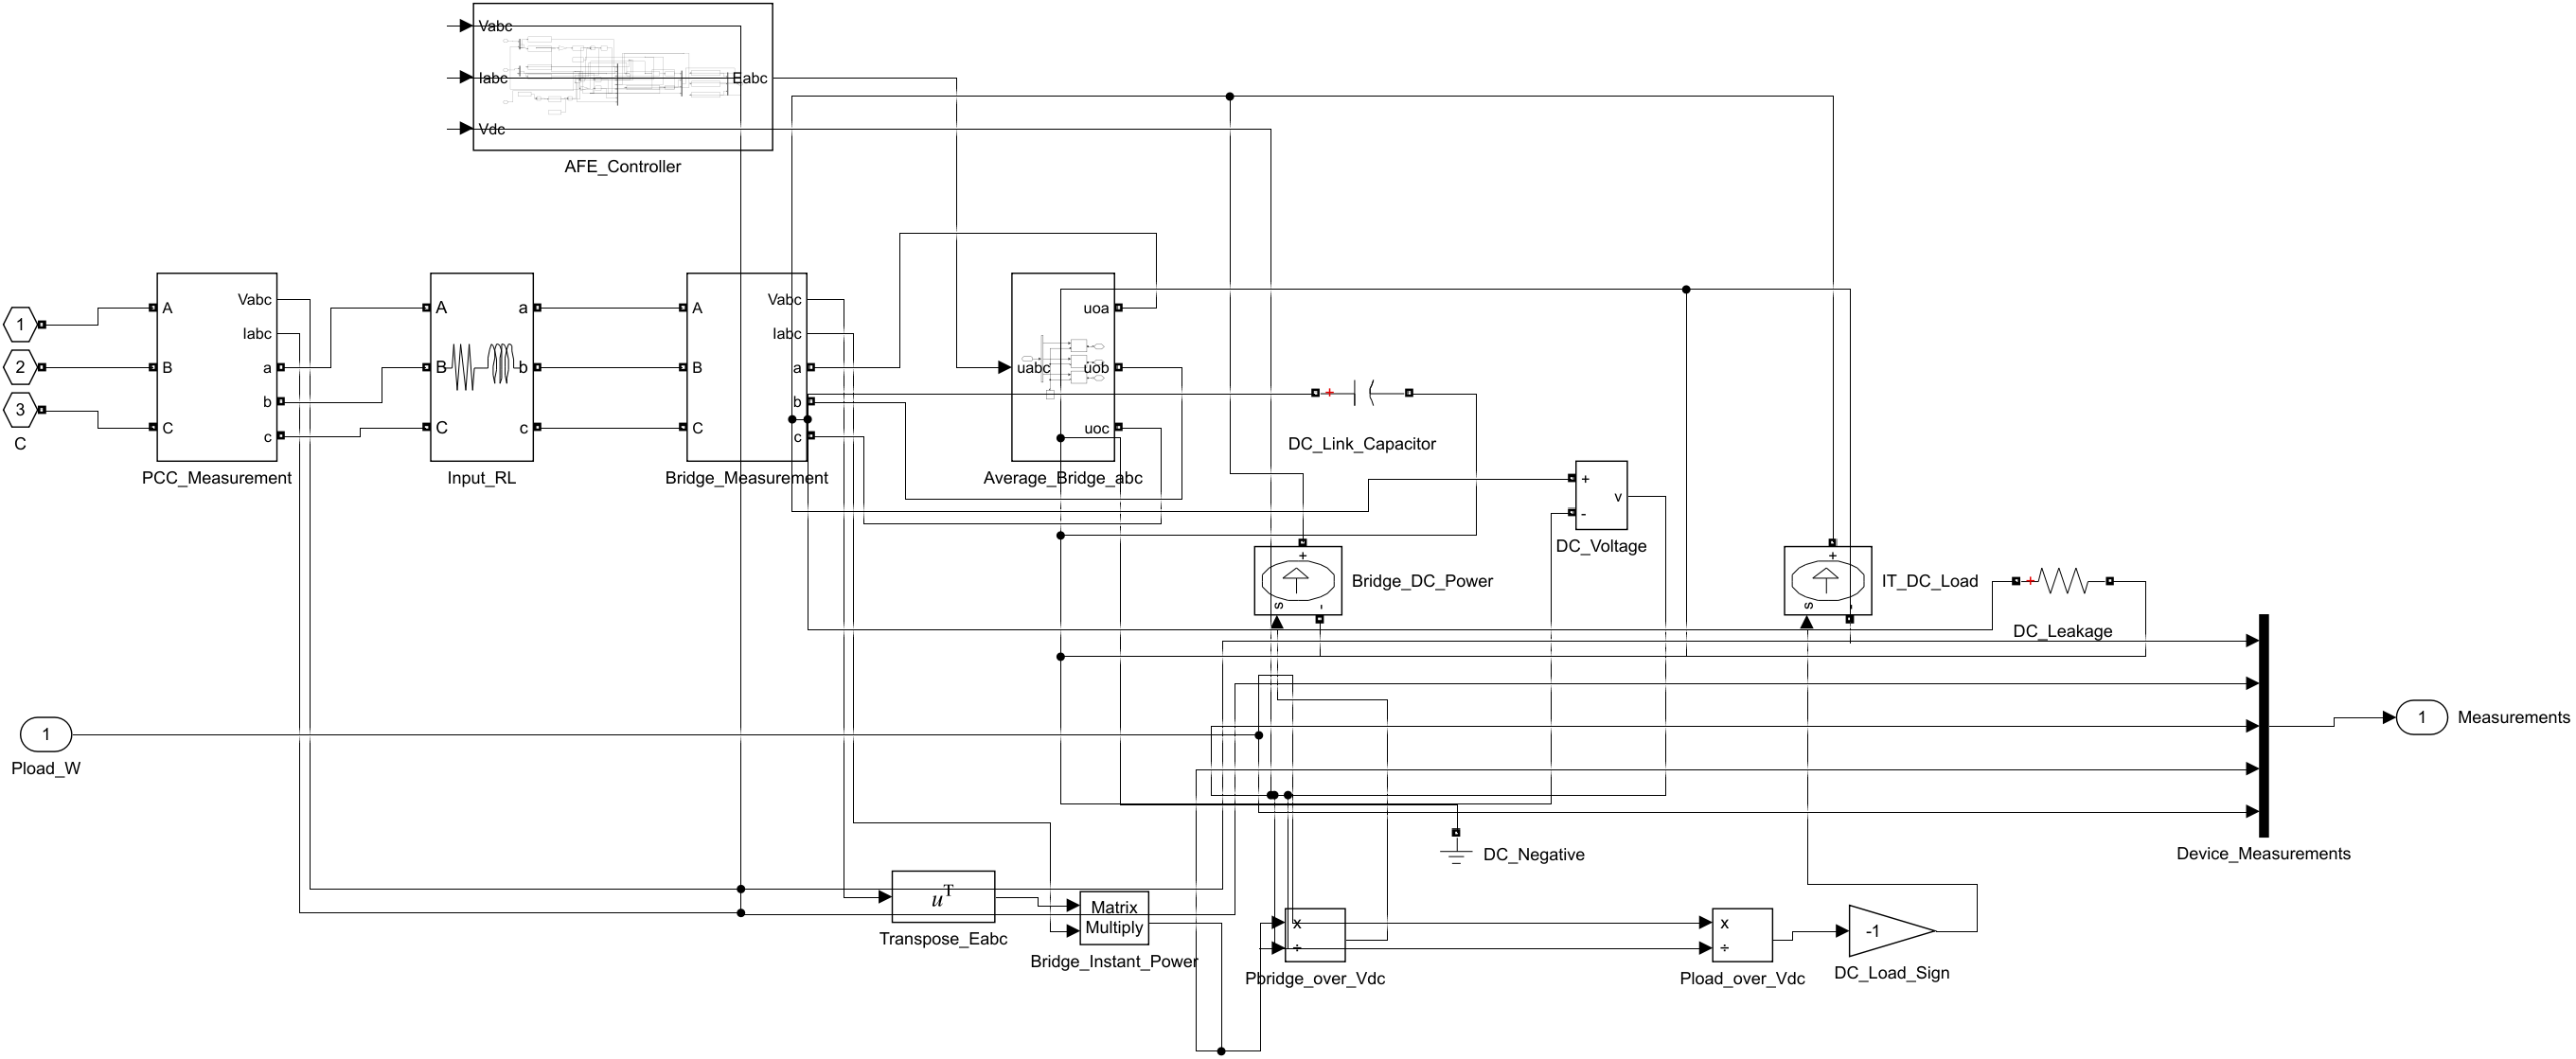 Vabc
Iabc
Eabc
Vdc
AFE_Controller
1
2
3
C
A
B
C
Vabc
Iabc
a
b
c
PCC_Measurement
A
B
C
a
b
c
Input_RL
A
B
C
Vabc
Iabc
a
b
c
Bridge_Measurement
uabc
uoa
uob
uoc
Average_Bridge_abc
+
DC_Link_Capacitor
+
-
v
DC_Voltage
+
s
-
Bridge_DC_Power
+
s
-
IT_DC_Load
+
DC_Leakage
1
Pload_W
1
Measurements
Device_Measurements
DC_Negative
uT
Transpose_Eabc
Matrix
Multiply
Bridge_Instant_Power
x
÷
Pbridge_over_Vdc
x
÷
Pload_over_Vdc
-1
DC_Load_Sign